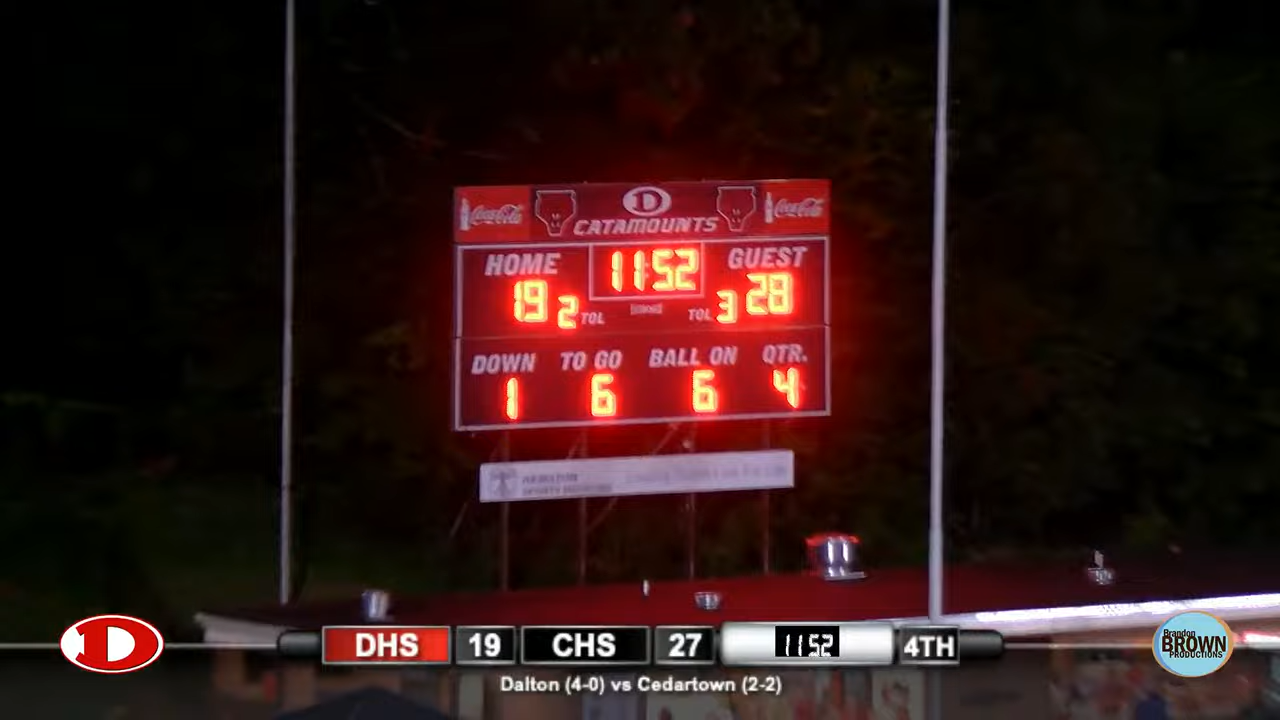 Coca-Cola
D
Coca-Cola
CATAMOUNTS
HOME
11:52
GUEST
19 2 TOL
TOL 3 28
DOWN TO GO BALL ON QTR.
1 6 6 4
D
DHS 19 CHS 27 11 52 4TH
Brandon
BROWN
PRODUCTIONS
Dalton (4-0) vs Cedartown (2-2)